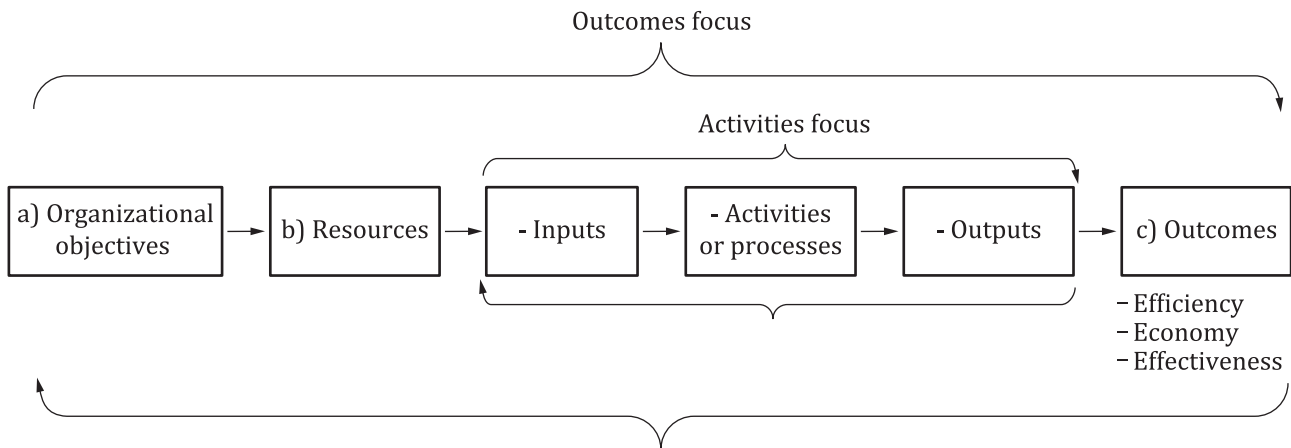 Outcomes focus
Activities focus
a) Organizational
objectives
b) Resources
- Inputs
- Activities
or processes
- Outputs
c) Outcomes
– Efficiency
– Economy
– Effectiveness